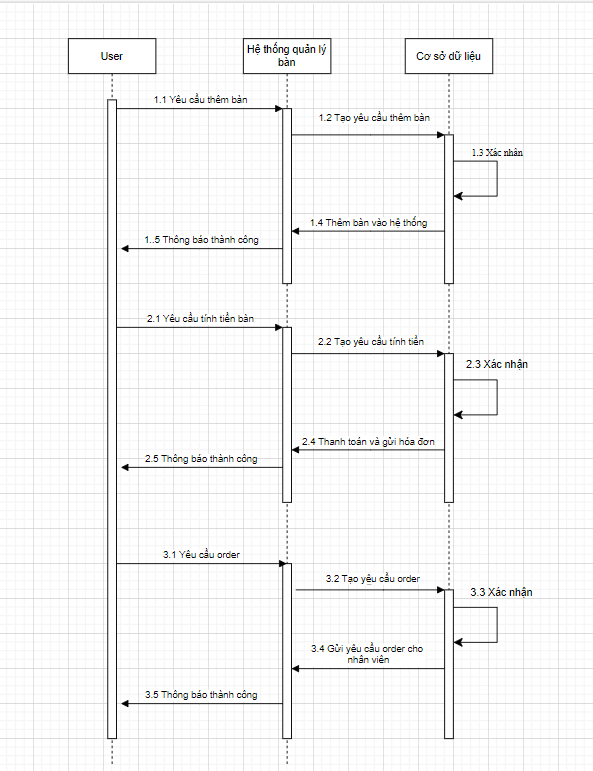 User
Hệ thống quản lý
bàn
Cơ sở dữ liệu
1.1 Yêu cầu thêm bàn
1.2 Tạo yêu cầu thêm bàn
1.3 Xác nhân
1.4 Thêm bàn vào hệ thống
1..5 Thông báo thành công
2.1 Yêu cầu tính tiền bàn
2.2 Tạo yêu cầu tính tiền
2.3 Xác nhận
2.4 Thanh toán và gửi hóa đơn
2.5 Thông báo thành công
3.1 Yêu cầu order
3.2 Tạo yêu cầu order
3.3 Xác nhận
3.4 Gửi yêu cầu order cho
nhân viên
3.5 Thông báo thành công